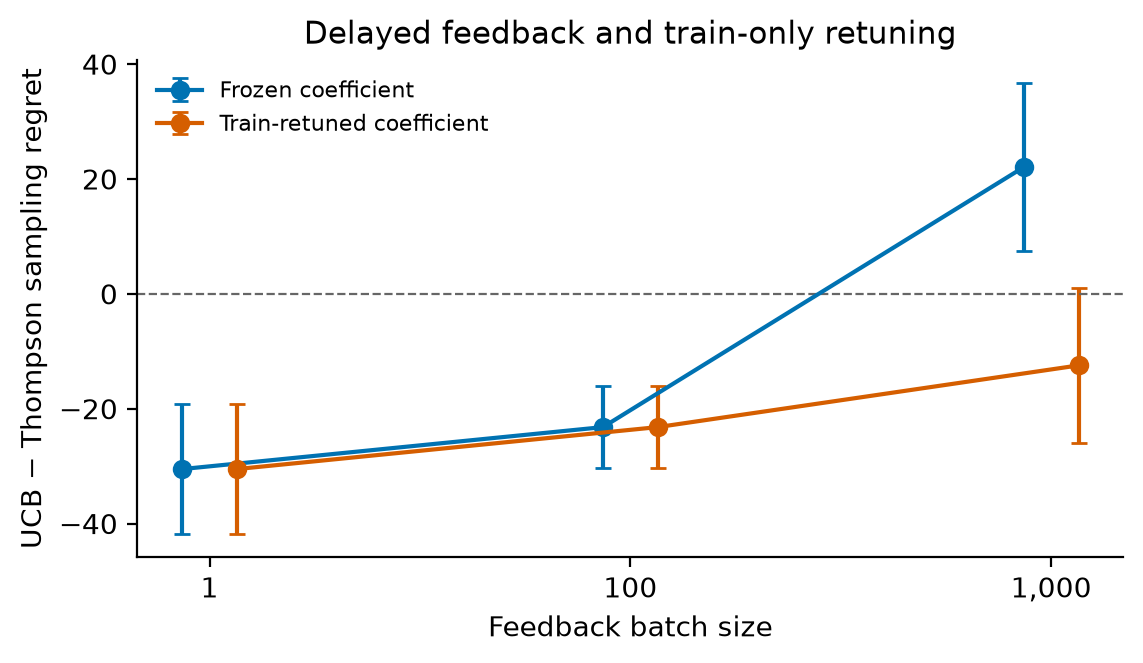 Delayed feedback and train-only retuning
Frozen coefficient
Train-retuned coefficient
UCB − Thompson sampling regret
40
20
0
−20
−40
1
100
1,000
Feedback batch size